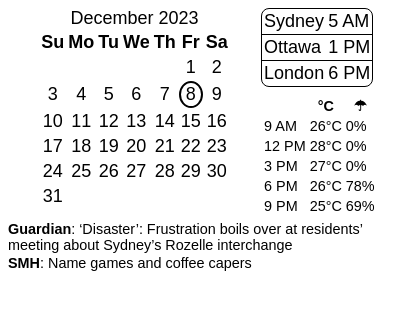 December 2023
Su Mo Tu We Th Fr Sa
1 2
3 4 5 6 7 8 9
10 11 12 13 14 15 16
17 18 19 20 21 22 23
24 25 26 27 28 29 30
31
Sydney 5 AM
Ottawa 1 PM
London 6 PM
°C ☂
9 AM 26°C 0%
12 PM 28°C 0%
3 PM 27°C 0%
6 PM 26°C 78%
9 PM 25°C 69%
Guardian: ‘Disaster’: Frustration boils over at residents’
meeting about Sydney’s Rozelle interchange
SMH: Name games and coffee capers